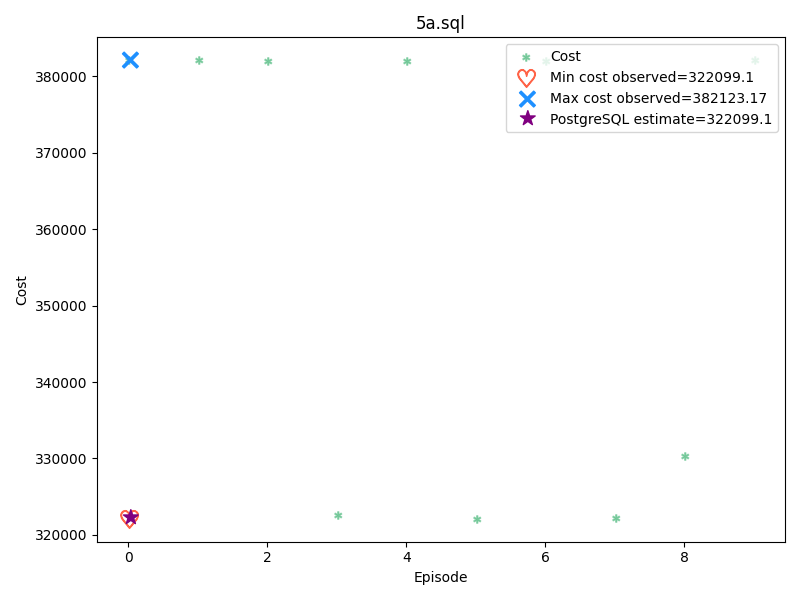 5a.sql
Cost
Min cost observed=322099.1
Max cost observed=382123.17
PostgreSQL estimate=322099.1
380000
370000
360000
350000
340000
330000
320000
Cost
0 2 4 6 8
Episode